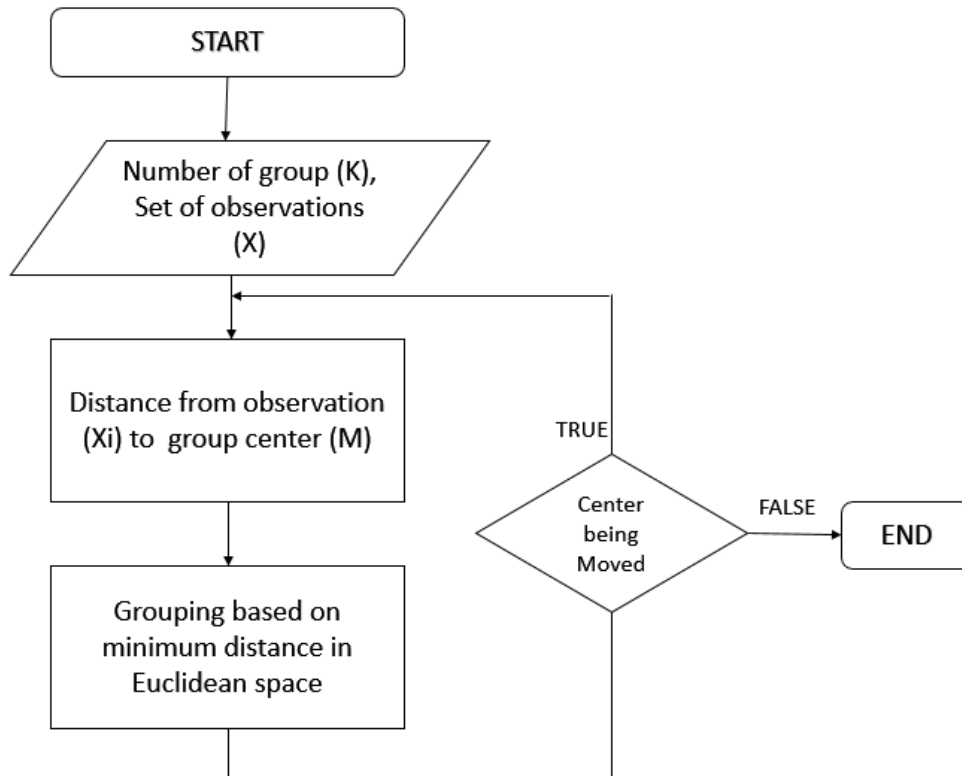 START
Number of group (K),
Set of observations
(X)
Distance from observation
(Xi) to group center (M)
Grouping based on
minimum distance in
Euclidean space
TRUE
Center
being
Moved
FALSE
END